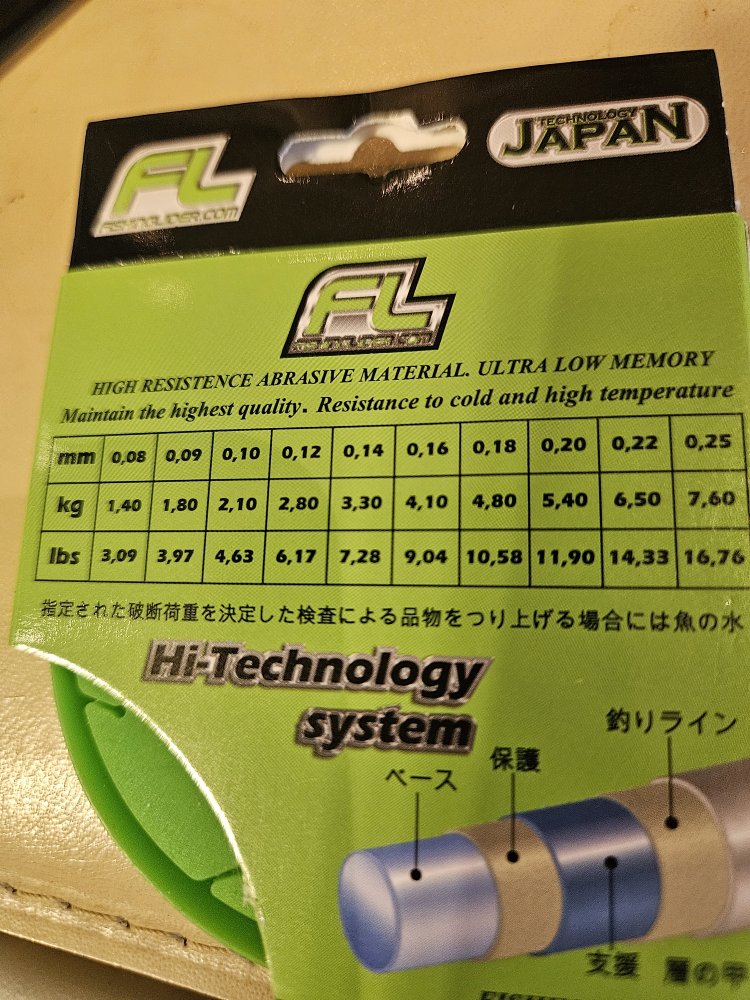 FL
FISHINGLIDER.COM
TECHNOLOGY
JAPAN
FL
FISHINGLIDER.COM
HIGH RESISTENCE ABRASIVE MATERIAL. ULTRA LOW MEMORY
Maintain the highest quality. Resistance to cold and high temperature
mm 0,08 0,09 0,10 0,12 0,14 0,16 0,18 0,20 0,22 0,25
kg 1,40 1,80 2,10 2,80 3,30 4,10 4,80 5,40 6,50 7,60
lbs 3,09 3,97 4,63 6,17 7,28 9,04 10,58 11,90 14,33 16,76
指定された破断荷重を決定した検査による品物をつり上げる場合には魚の水
Hi-Technology
system
釣りライン
保護
ベース
支援
層の甲